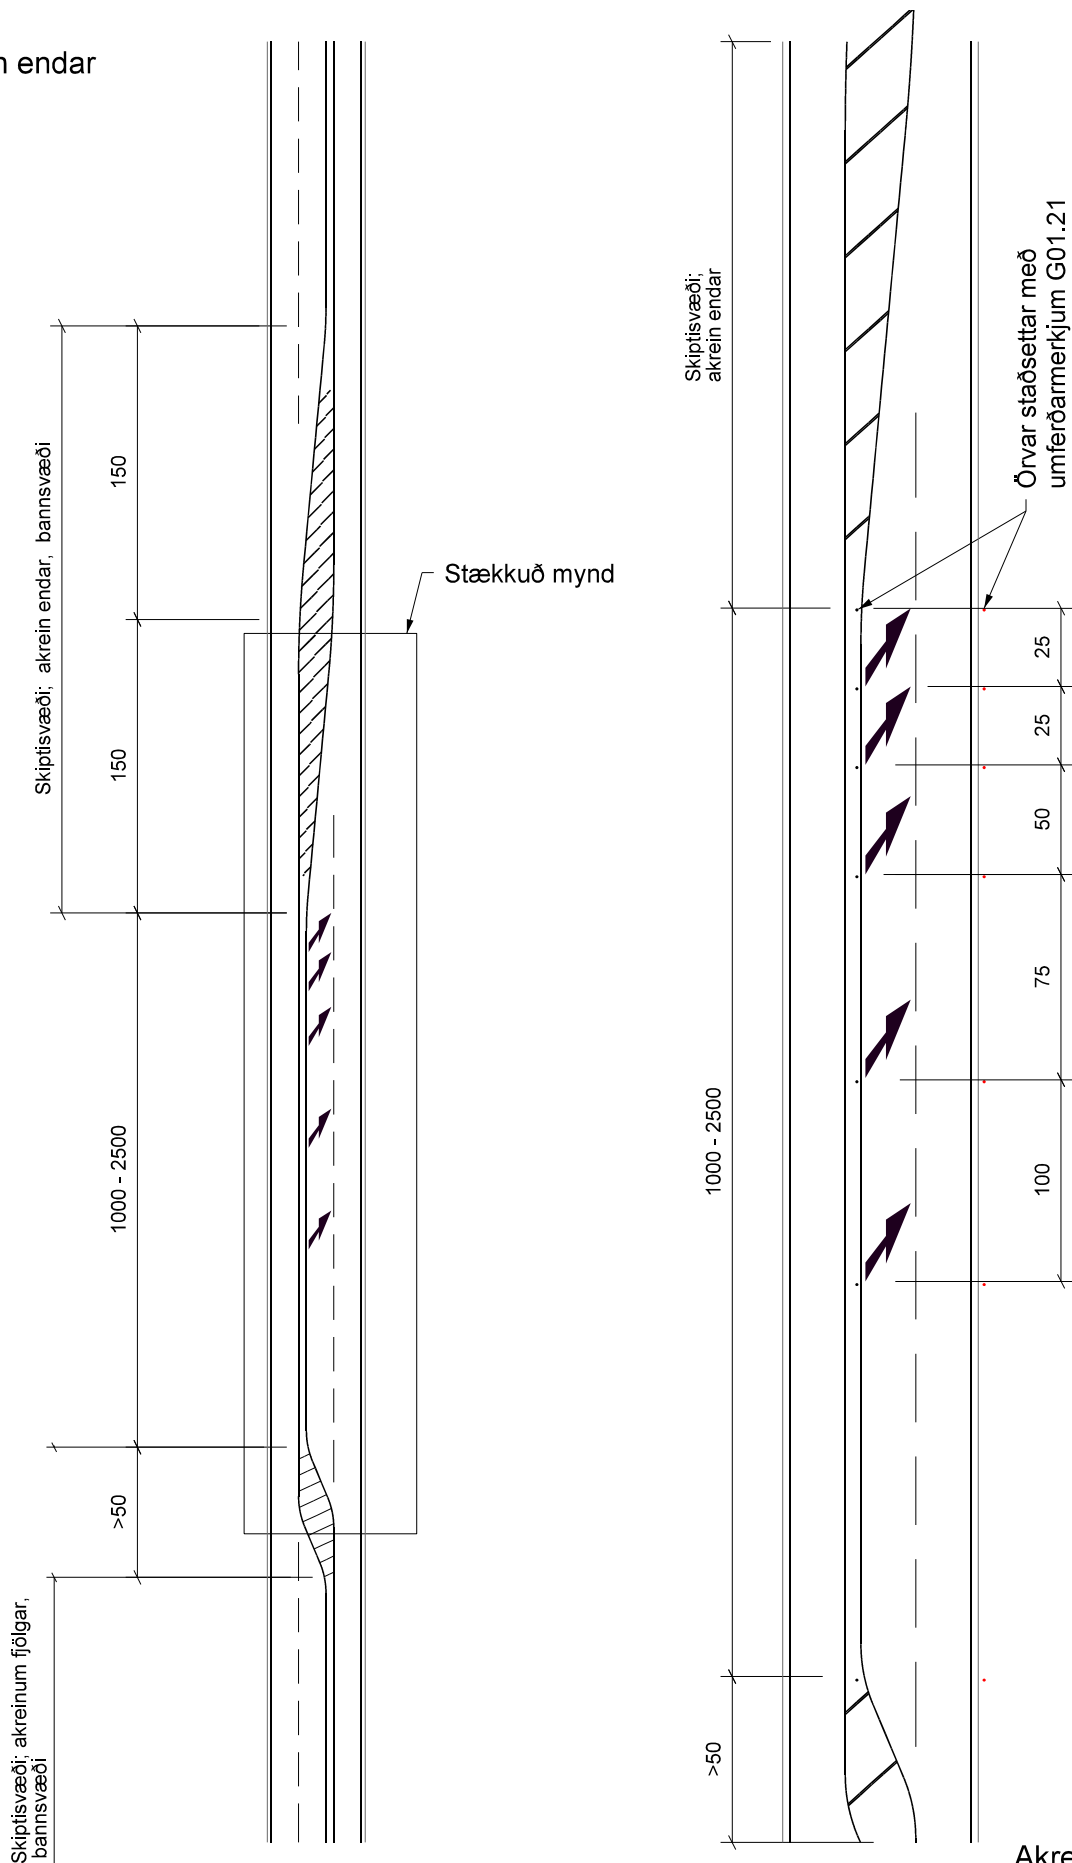 endar
Skiptisvæði; akrein endar, bannsvæði
150
150
1000 - 2500
>50
Skiptisvæði; akreinum fjölgar,
bannsvæði
Stækkuð mynd
Skiptisvæði;
akrein endar
1000 - 2500
>50
Örvar staðsettar með
umferðarmerkjum G01.21
25
25
50
75
100
Akre